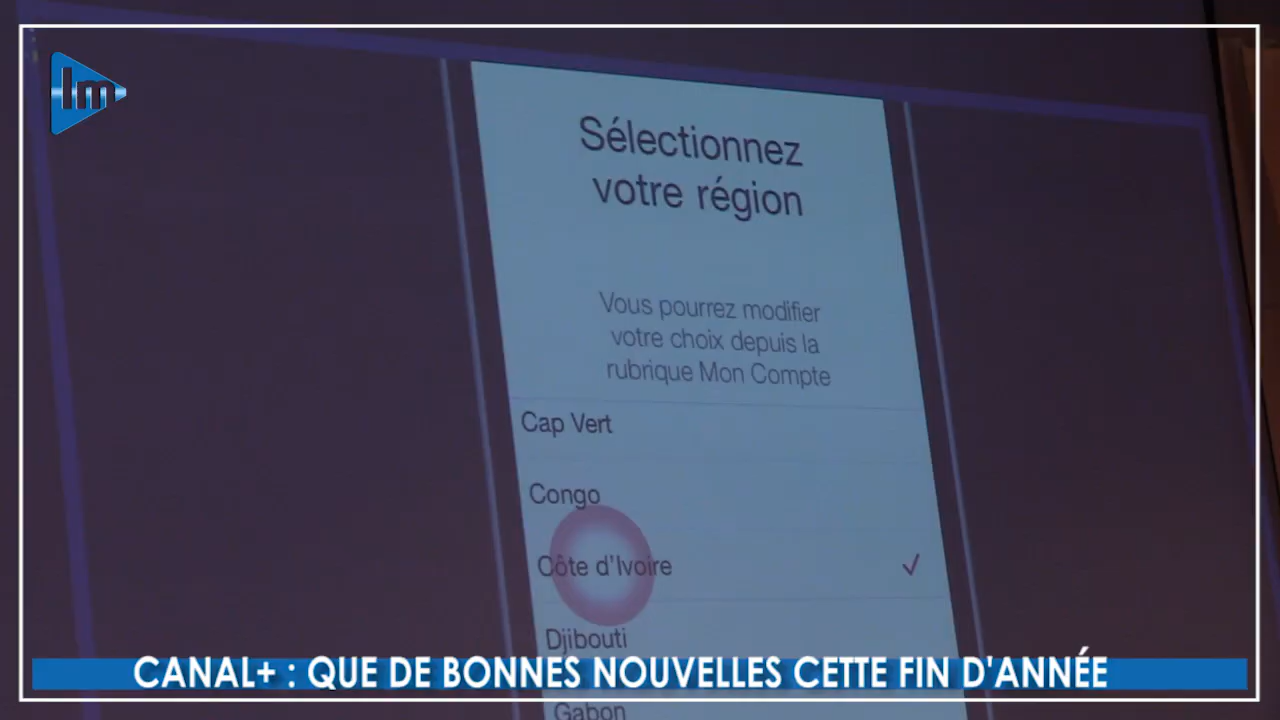 lm
Sélectionnez
votre région
Vous pourrez modifier
votre choix depuis la
rubrique Mon Compte
Cap Vert
Congo
Côte d'Ivoire
Djibouti
Gabon
CANAL+ : QUE DE BONNES NOUVELLES CETTE FIN D'ANNÉE